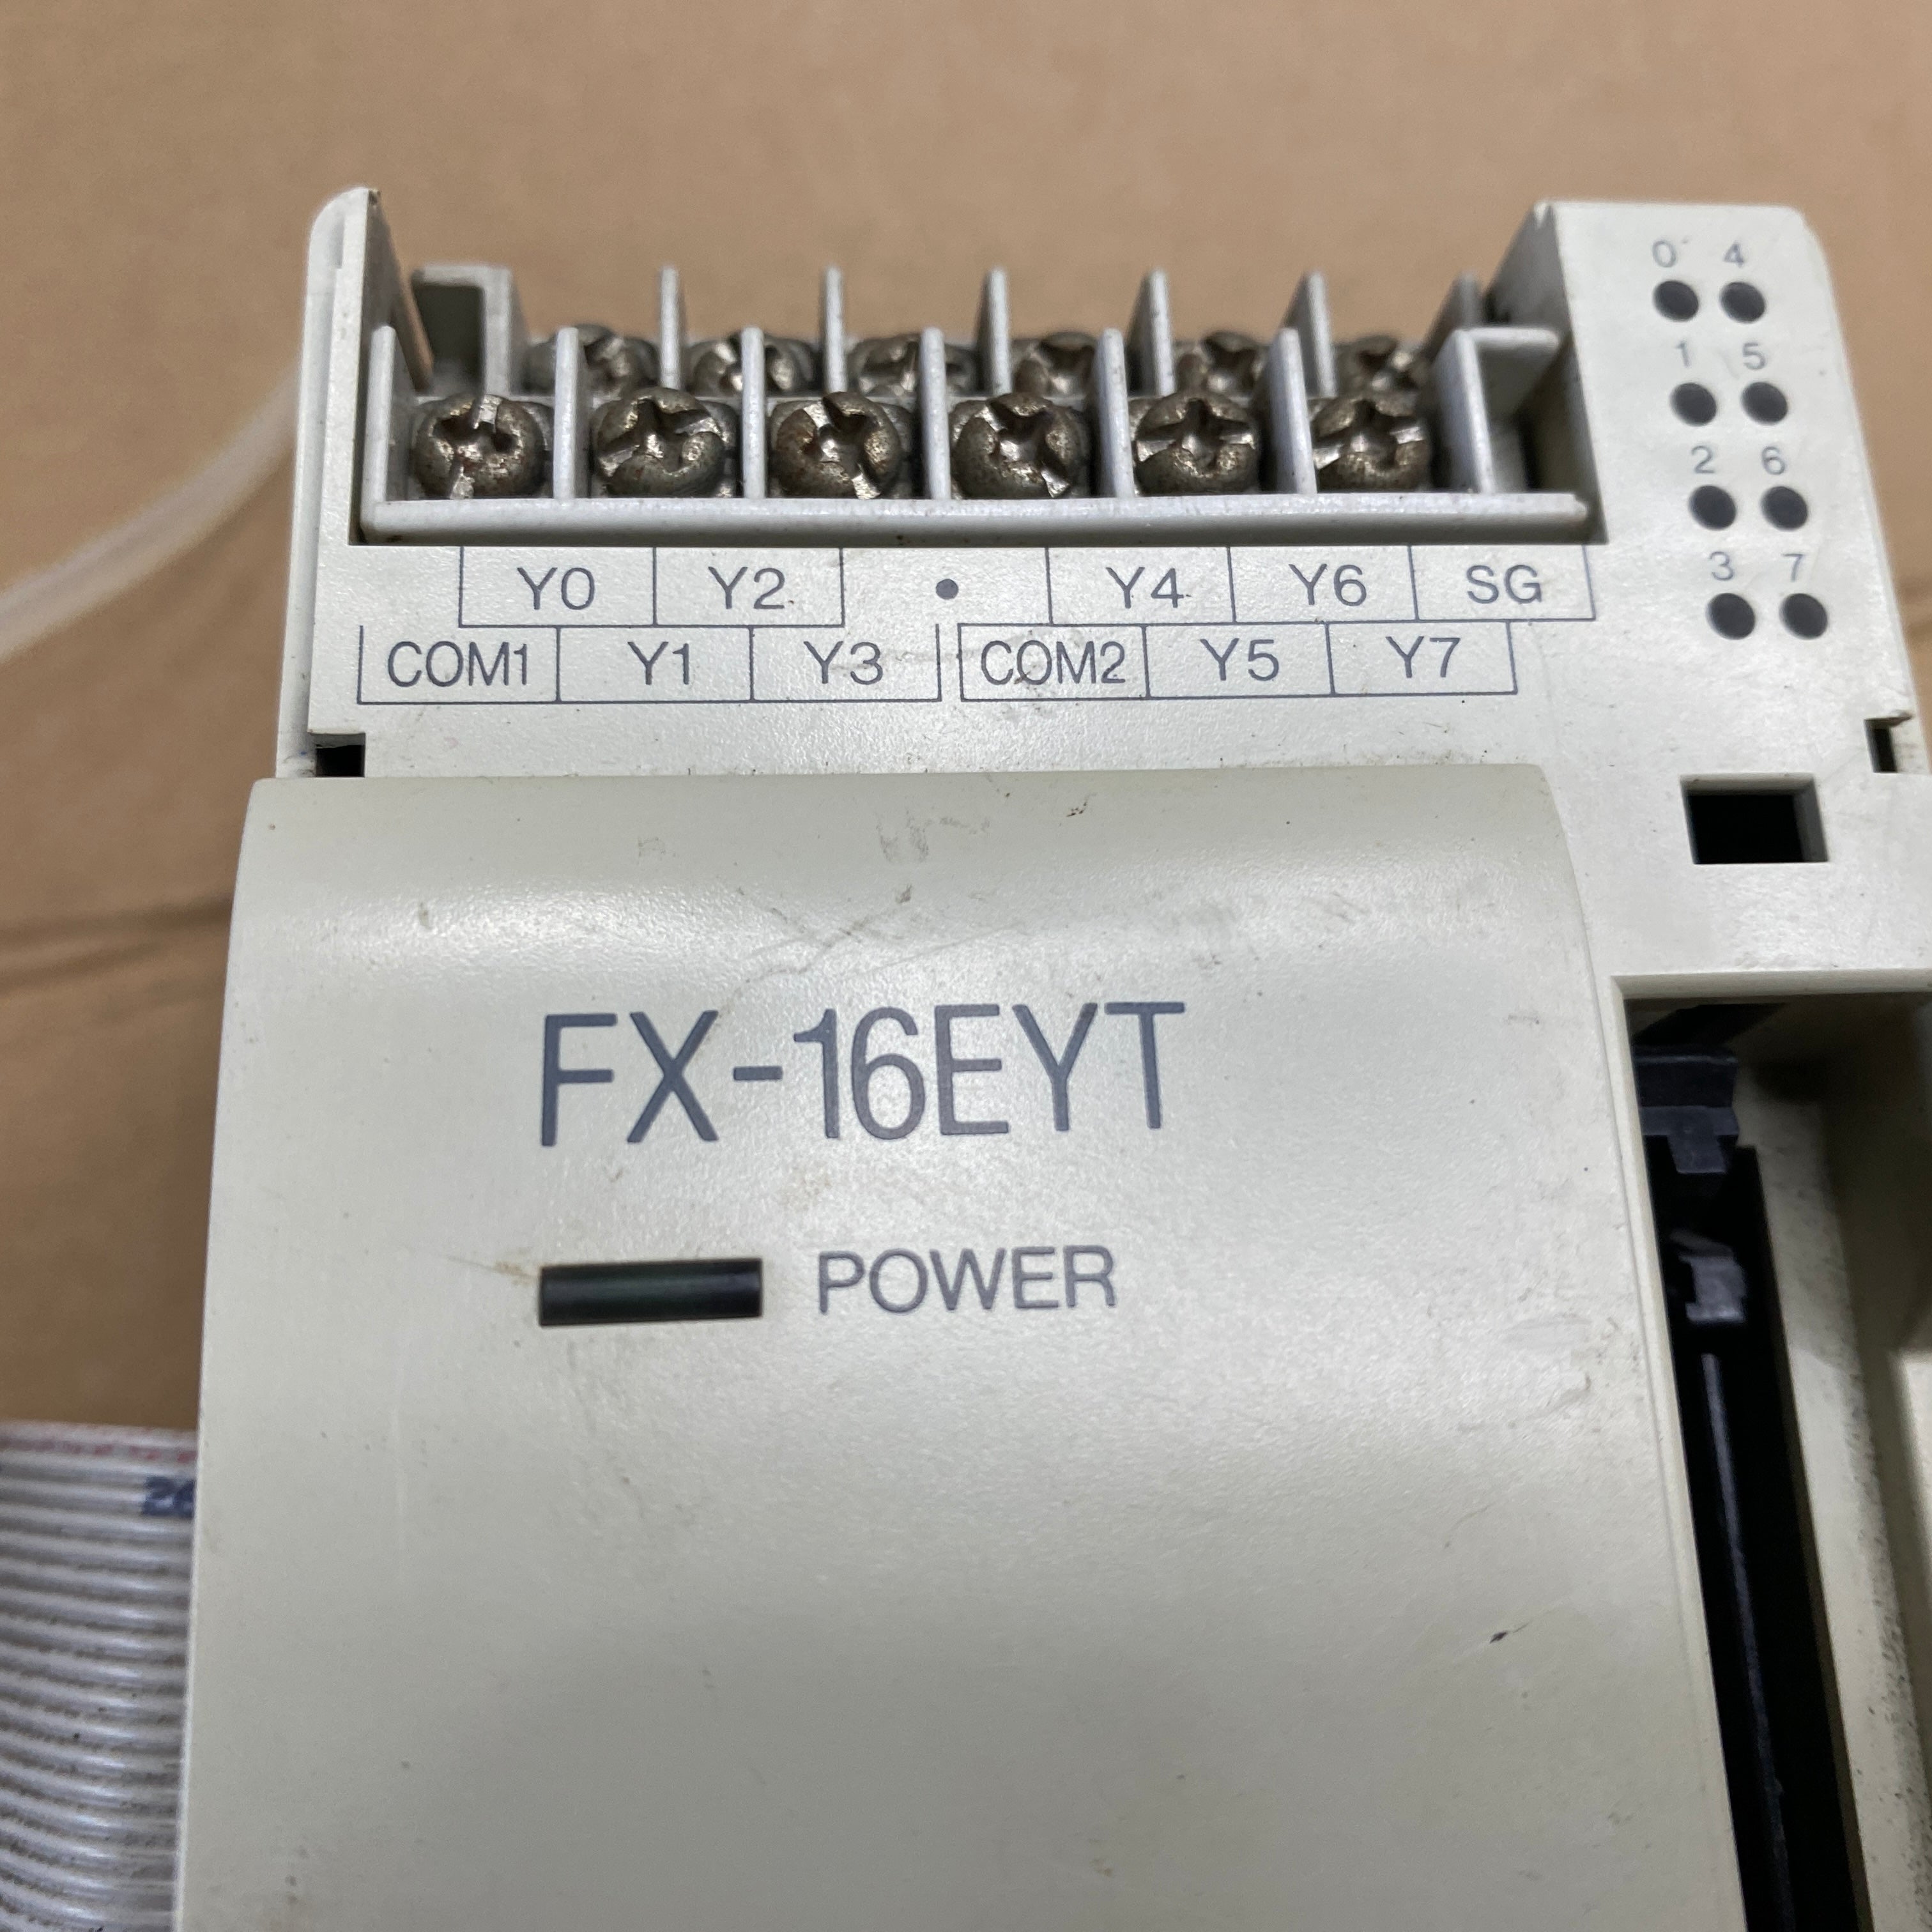 0 4
1 5
2 6
3 7
Y0 Y2 • Y4 Y6 SG
COM1 Y1 Y3 COM2 Y5 Y7
FX-16EYT
POWER